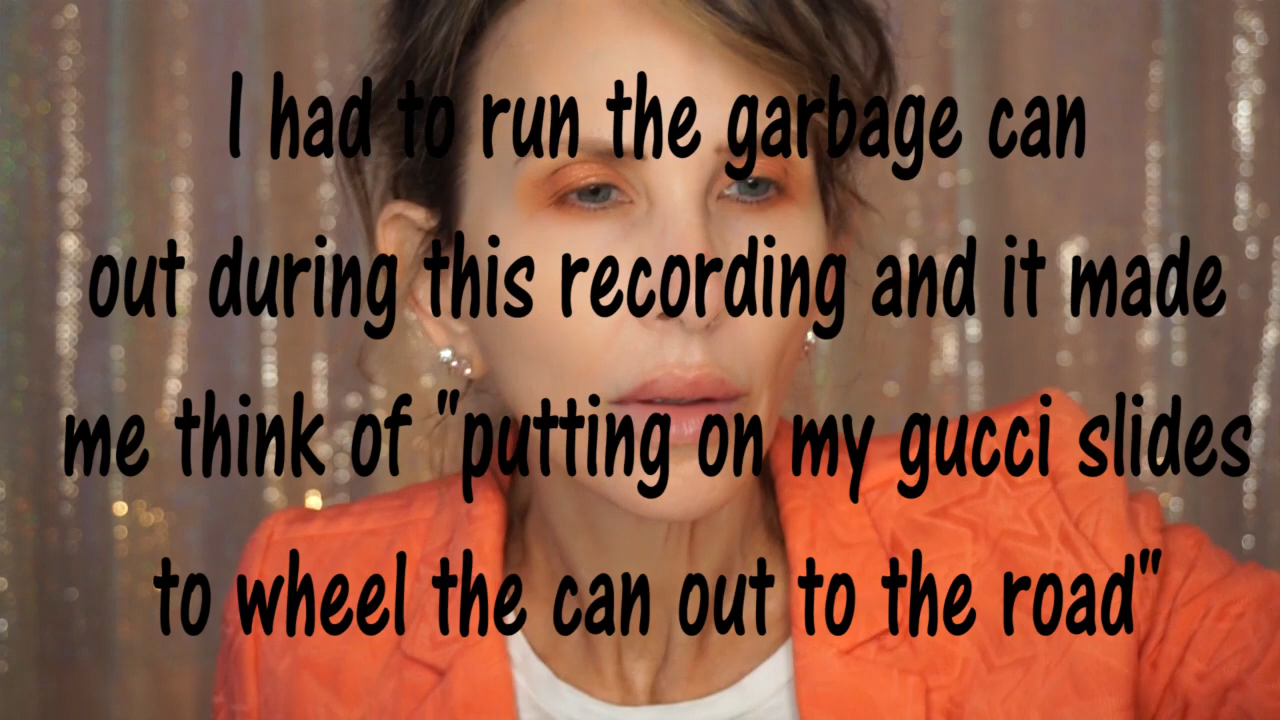 I had to run the garbage can
out during this recording and it made
me think of "putting on my gucci slides
to wheel the can out to the road"